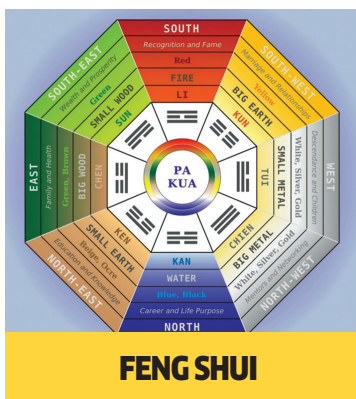 SOUTH
Recognition and Fame
Red
FIRE
LI
SOUTH-WEST
Marriage and Relationships
Yellow
BIG EARTH
KUN
WEST
Descendance and Children
White, Silver, Gold
SMALL METAL
TUI
NORTH-WEST
Mentors and Networking
White, Silver, Gold
BIG METAL
CHIEN
KAN
WATER
Blue, Black
Career and Life Purpose
NORTH
KEN
SMALL EARTH
Beige, Ocre
Education and Knowledge
NORTH-EAST
EAST
Family and Health
Green, Brown
BIG WOOD
CHEN
SOUTH-EAST
Wealth and Prosperity
Green
SMALL WOOD
SUN
PA
KUA
FENG SHUI